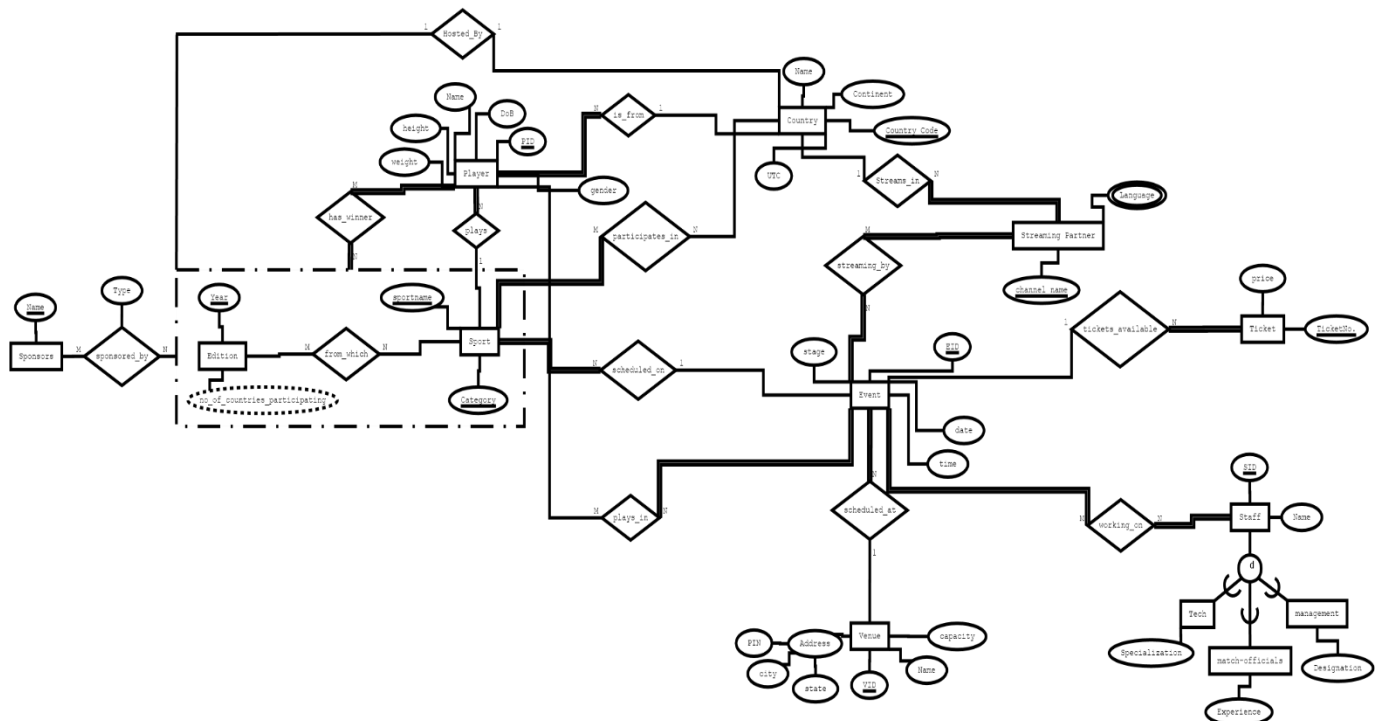 1
Hosted_By
1
Name
Continent
Country
Country Code
UTC
Name
DoB
height
PID
weight
Player
gender
N
is_from
1
1
Streams_in
N
Language
Streaming Partner
channel name
M
has_winner
N
N
plays
1
M
participates_in
N
M
streaming_by
N
price
1
tickets_available
N
Ticket
TicketNo.
Type
Name
Sponsors
M
sponsored_by
N
Year
Edition
M
from_which
N
no_of_countries_participating
sportname
Sport
Category
N
scheduled_on
1
stage
EID
Event
date
time
M
plays_in
N
N
scheduled_at
1
N
working_on
N
SID
Staff
Name
d
Tech
management
Specialization
match-officials
Designation
Experience
PIN
Address
Venue
capacity
city
state
VID
Name